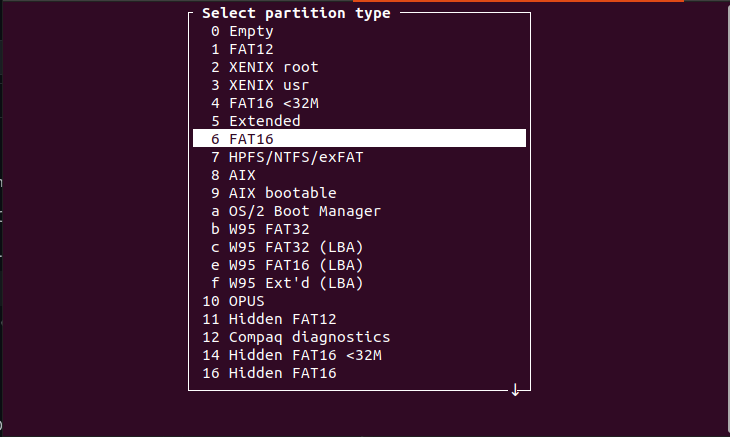 Select partition type
0 Empty
1 FAT12
2 XENIX root
3 XENIX usr
4 FAT16 <32M
5 Extended
6 FAT16
7 HPFS/NTFS/exFAT
8 AIX
9 AIX bootable
a OS/2 Boot Manager
b W95 FAT32
c W95 FAT32 (LBA)
e W95 FAT16 (LBA)
f W95 Ext'd (LBA)
10 OPUS
11 Hidden FAT12
12 Compaq diagnostics
14 Hidden FAT16 <32M
16 Hidden FAT16
↓